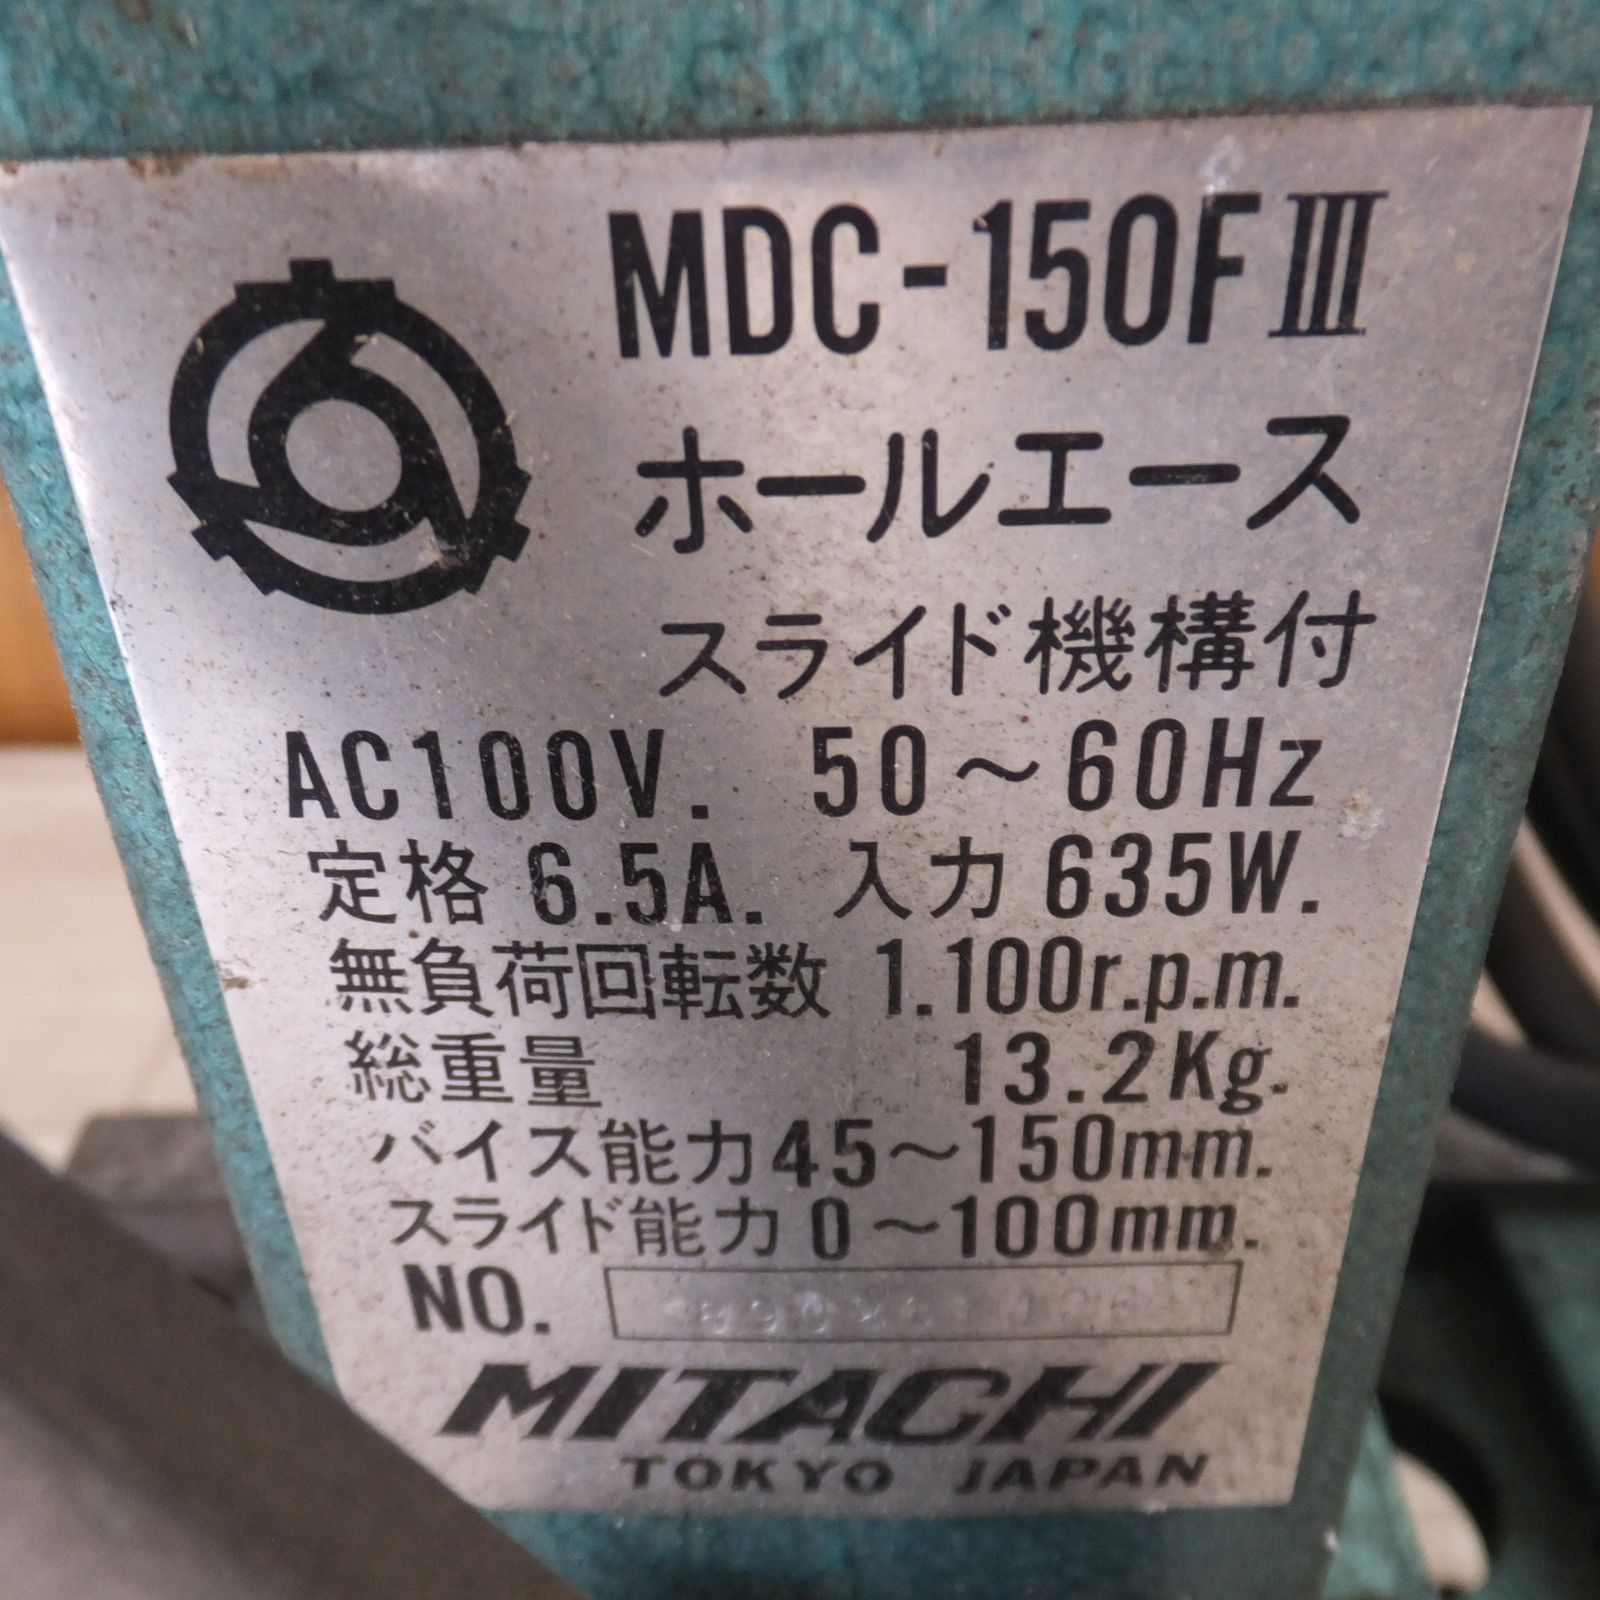 MDC-150FⅢ
ホールエース
スライド機構付
AC100V. 50～60Hz
定格 6.5A. 入力 635W.
無負荷回転数 1.100r.p.m.
総重量 13.2Kg.
バイス能力 45～150mm.
スライド能力 0～100mm.
NO.
MITACHI
TOKYO JAPAN